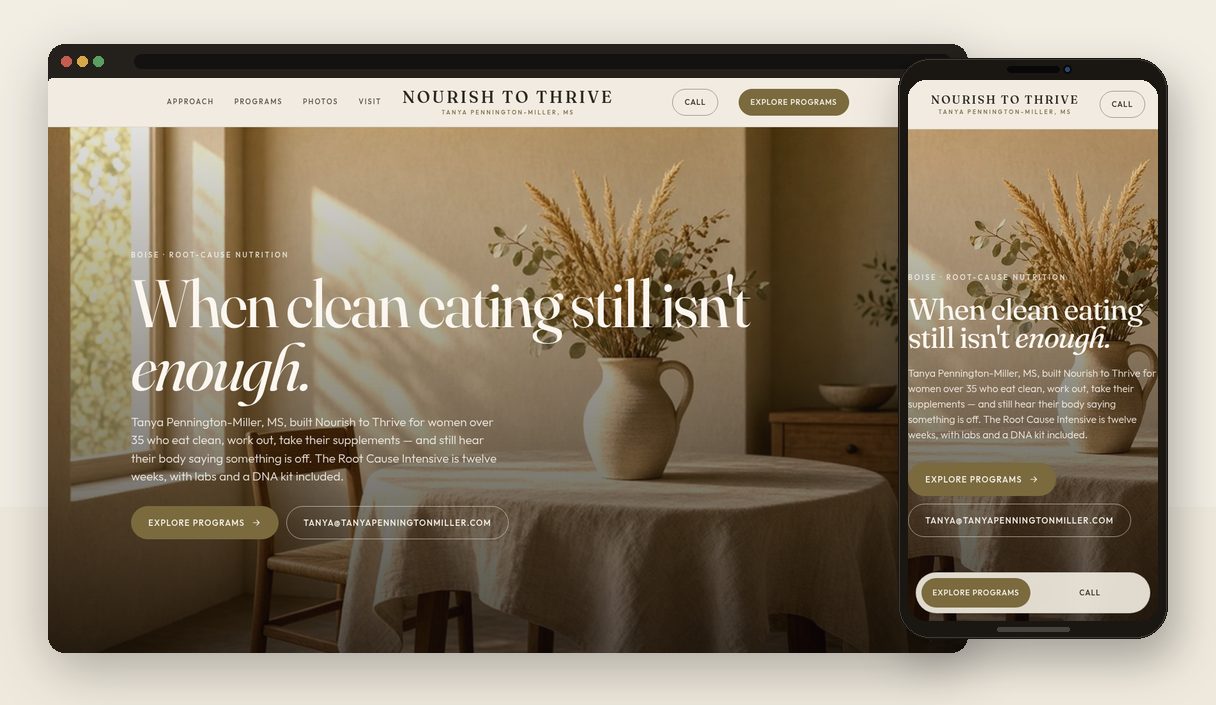 APPROACH PROGRAMS PHOTOS VISIT
NOURISH TO THRIVE
TANYA PENNINGTON-MILLER, MS
CALL
EXPLORE PROGRAMS
BOISE · ROOT-CAUSE NUTRITION
When clean eating still isn't
enough.
Tanya Pennington-Miller, MS, built Nourish to Thrive for women over
35 who eat clean, work out, take their supplements — and still hear
their body saying something is off. The Root Cause Intensive is twelve
weeks, with labs and a DNA kit included.
EXPLORE PROGRAMS →
TANYA@TANYAPENNINGTONMILLER.COM
NOURISH TO THRIVE
TANYA PENNINGTON-MILLER, MS
CALL
BOISE · ROOT-CAUSE NUTRITION
When clean eating
still isn't enough.
Tanya Pennington-Miller, MS, built Nourish to Thrive for
women over 35 who eat clean, work out, take their
supplements — and still hear their body saying
something is off. The Root Cause Intensive is twelve
weeks, with labs and a DNA kit included.
EXPLORE PROGRAMS →
TANYA@TANYAPENNINGTONMILLER.COM
EXPLORE PROGRAMS
CALL